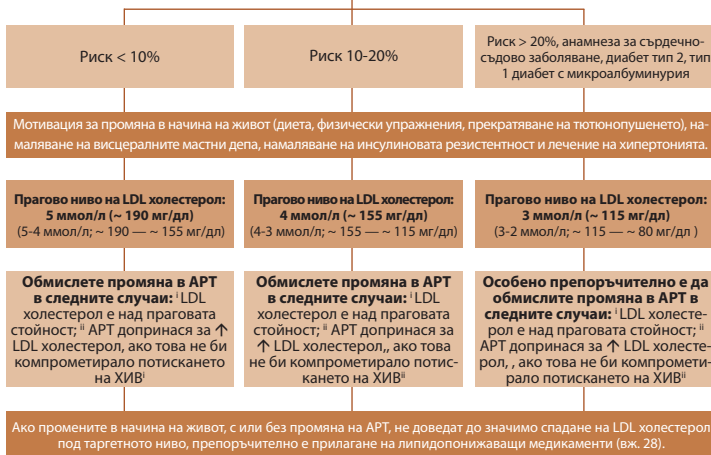 Риск < 10%
Риск 10-20%
Риск > 20%, анамнеза за сърдечно-
съдово заболяване, диабет тип 2, тип
1 диабет с микроалбуминурия
Мотивация за промяна в начина на живот (диета, физически упражнения, прекратяване на тютюнопушенето), на-
маляване на висцералните мастни депа, намаляване на инсулиновата резистентност и лечение на хипертонията.
Прагово ниво на LDL холестерол:
5 ммол/л (~ 190 мг/дл)
(5-4 ммол/л; ~ 190 — ~ 155 мг/дл)
Прагово ниво на LDL холестерол:
4 ммол/л (~ 155 мг/дл)
(4-3 ммол/л; ~ 155 — ~ 115 мг/дл)
Прагово ниво на LDL холестерол:
3 ммол/л (~ 115 мг/дл)
(3-2 ммол/л; ~ 115 — ~ 80 мг/дл )
Обмислете промяна в АРТ
в следните случаи: ⁱ LDL
холестерол е над праговата
стойност; ⁱⁱ АРТ допринася за ↑
LDL холестерол, ако това не би
компрометирало потискането
на ХИВⁱ
Обмислете промяна в АРТ
в следните случаи: ⁱ LDL
холестерол е над праговата
стойност; ⁱⁱ АРТ допринася за
↑ LDL холестерол,, ако това
не би компрометирало потис-
кането на ХИВⁱⁱ
Особено препоръчително е да
обмислите промяна в АРТ в
следните случаи: ⁱ LDL холесте-
рол е над праговата стойност; ⁱⁱ
АРТ допринася за ↑ LDL холесте-
рол, , ако това не би компромети-
рало потискането на ХИВⁱⁱ
Ако промените в начина на живот, с или без промяна на АРТ, не доведат до значимо спадане на LDL холестерол
под таргетното ниво, препоръчително е прилагане на липидопонижаващи медикаменти (вж. 28).